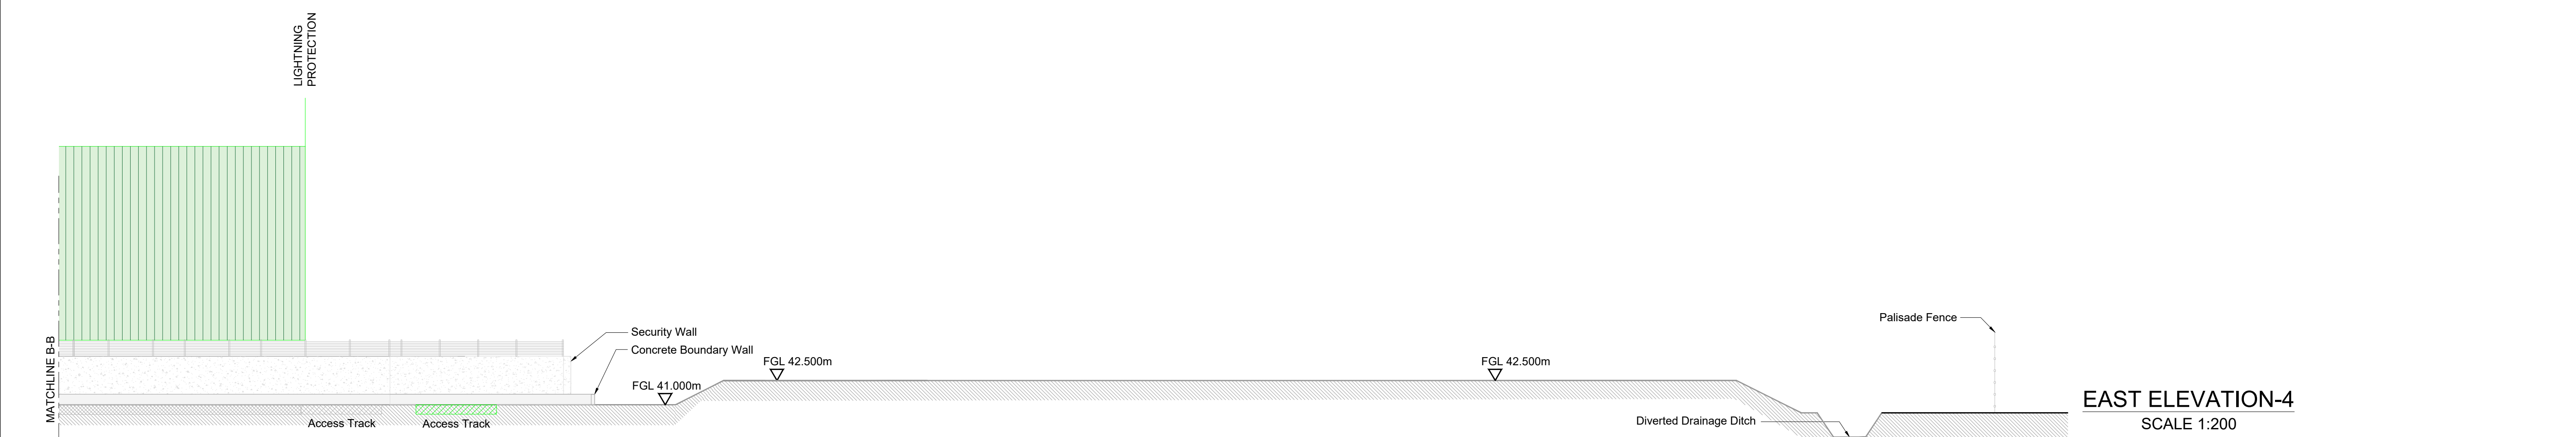 LIGHTNING
PROTECTION
MATCHLINE B-B
Security Wall
Concrete Boundary Wall
FGL 41.000m
FGL 42.500m
FGL 42.500m
Access Track
Access Track
Palisade Fence
Diverted Drainage Ditch
EAST ELEVATION-4
SCALE 1:200